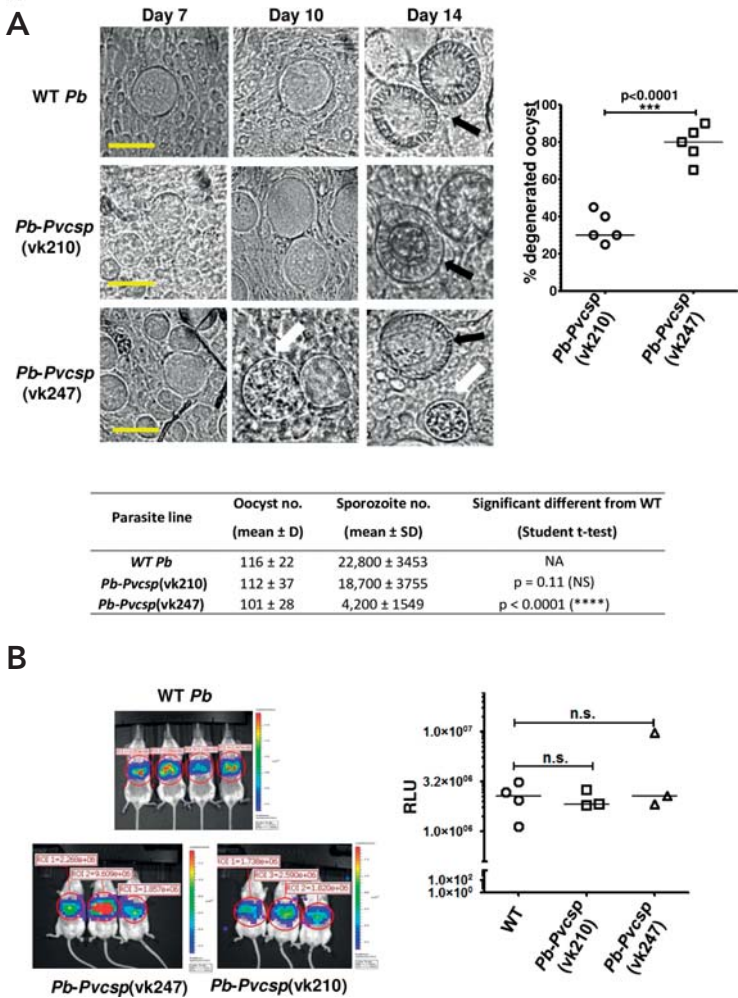 A
Day 7 Day 10 Day 14
WT Pb
Pb-Pvcsp
(vk210)
Pb-Pvcsp
(vk247)
p<0.0001
***
% degenerated oocyst
100
80
60
40
20
0
Pb-Pvcsp
(vk210)
Pb-Pvcsp
(vk247)
Parasite line Oocyst no. Sporozoite no. Significant different from WT
(mean ± D) (mean ± SD) (Student t-test)
WT Pb 116 ± 22 22,800 ± 3453 NA
Pb-Pvcsp(vk210) 112 ± 37 18,700 ± 3755 p = 0.11 (NS)
Pb-Pvcsp(vk247) 101 ± 28 4,200 ± 1549 p < 0.0001 (****)
B
WT Pb
ROI 1=2.268e+06
ROI 2=9.609e+06
ROI 3=1.857e+06
Pb-Pvcsp(vk247)
ROI 1=1.738e+06
ROI 3=2.590e+06
ROI 2=1.820e+06
Pb-Pvcsp(vk210)
RLU
n.s.
n.s.
1.0×10⁰⁷
3.2×10⁰⁶
1.0×10⁰⁶
1.0×10⁰²
1.0×10⁰
WT
Pb-Pvcsp
(vk210)
Pb-Pvcsp
(vk247)